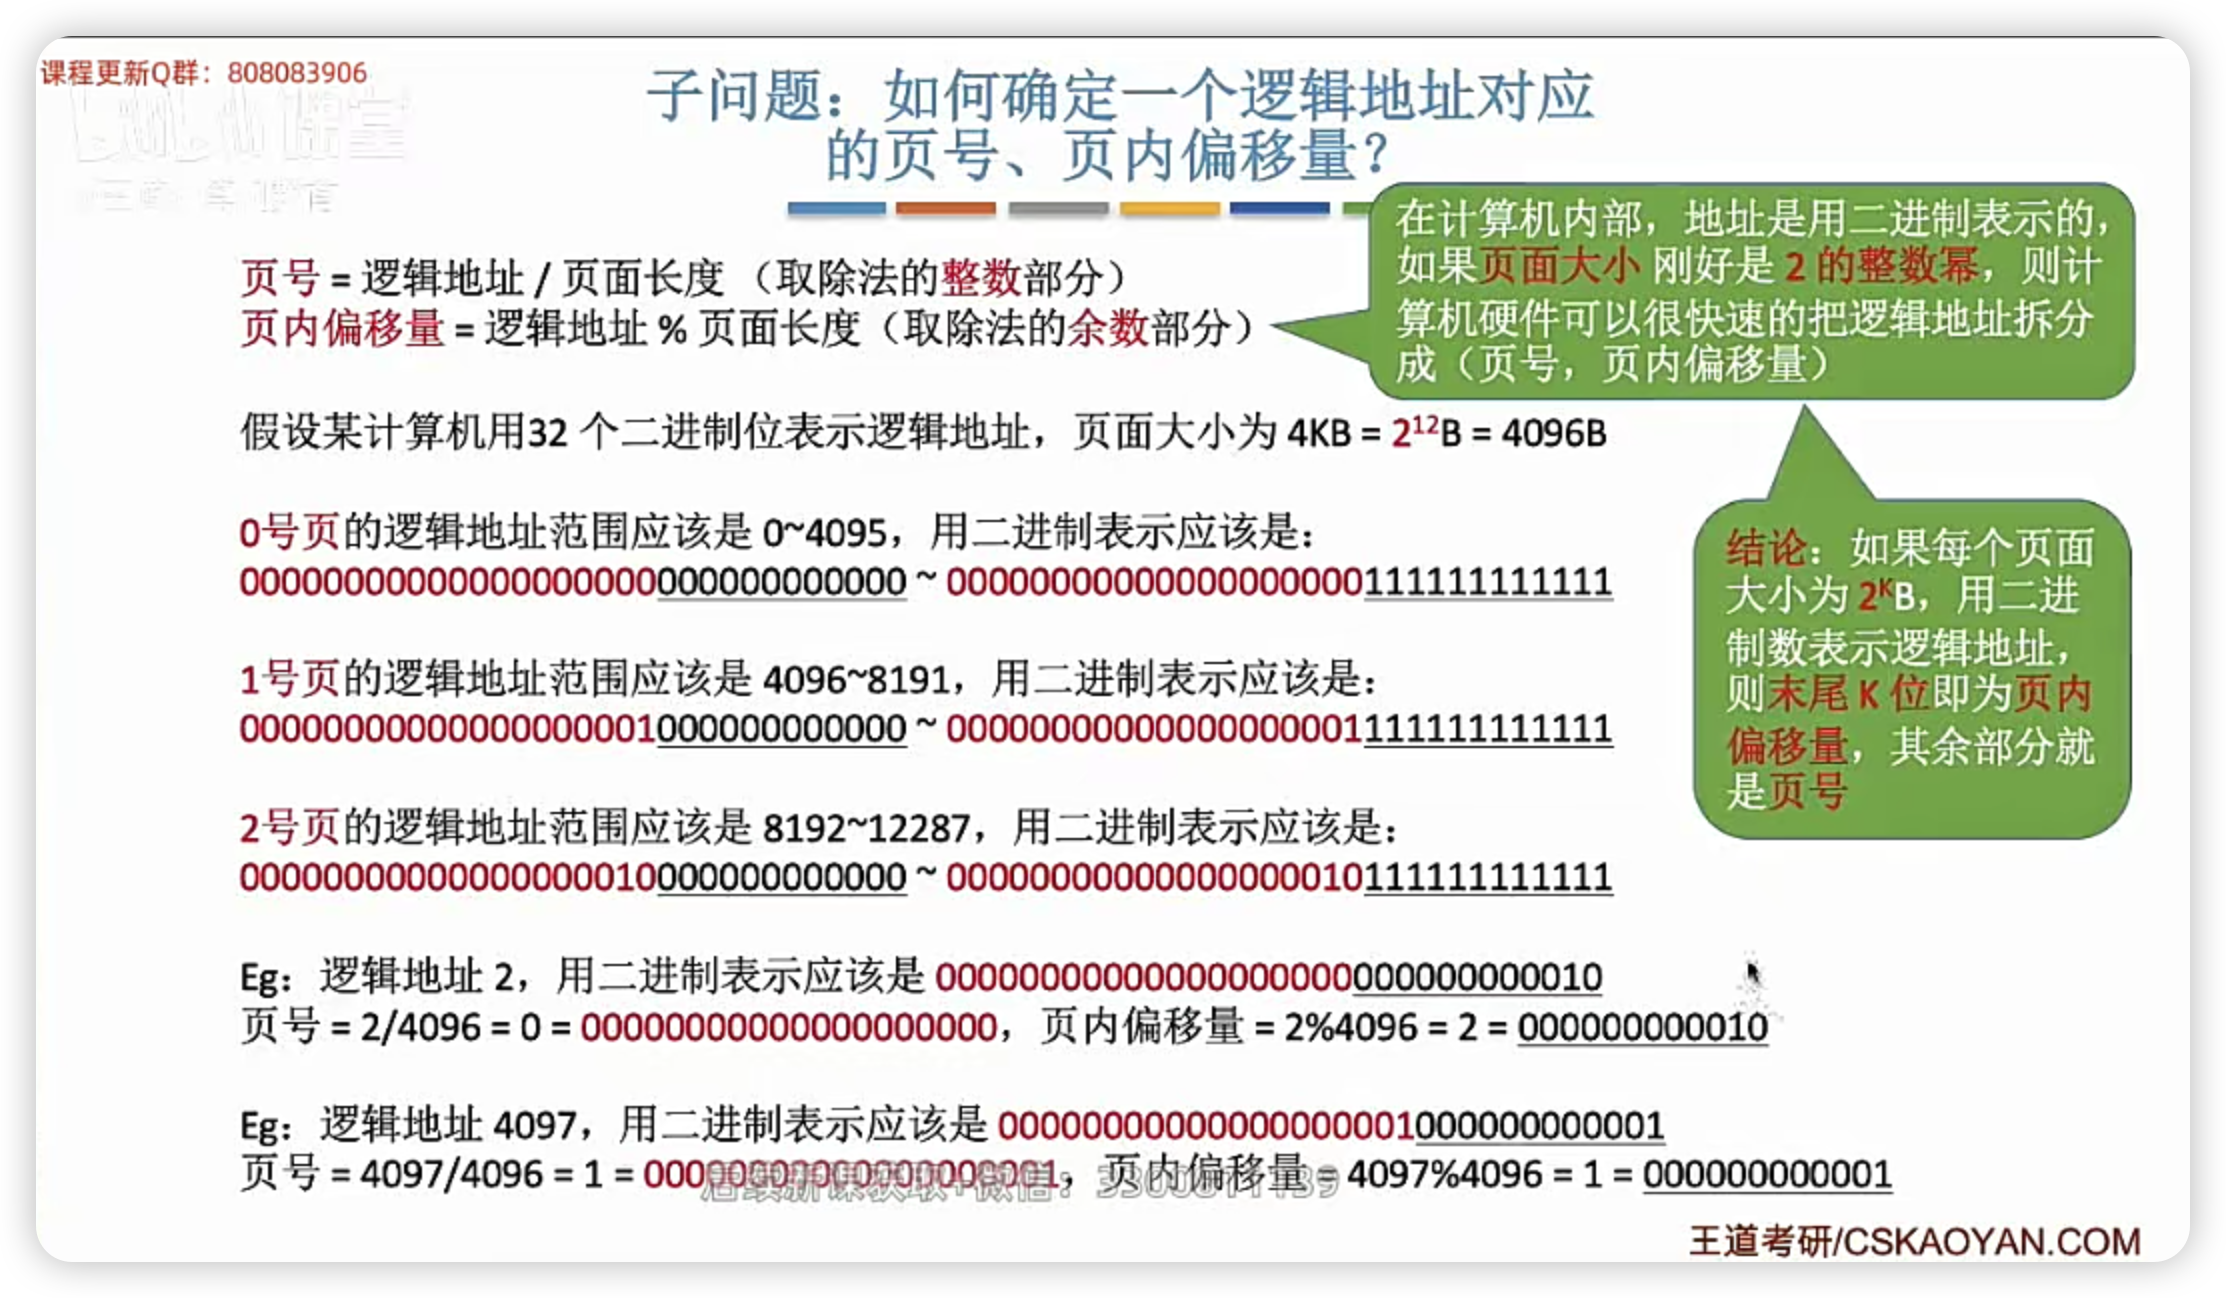 课程更新Q群：808083906
子问题：如何确定一个逻辑地址对应
的页号、页内偏移量？
页号 = 逻辑地址 / 页面长度 （取除法的整数部分）
页内偏移量 = 逻辑地址 % 页面长度（取除法的余数部分）
在计算机内部，地址是用二进制表示的，
如果页面大小 刚好是 2 的整数幂，则计
算机硬件可以很快速的把逻辑地址拆分
成（页号，页内偏移量）
假设某计算机用32 个二进制位表示逻辑地址，页面大小为 4KB = 2¹²B = 4096B
0号页的逻辑地址范围应该是 0~4095，用二进制表示应该是：
00000000000000000000000000000000 ~ 00000000000000000000111111111111
1号页的逻辑地址范围应该是 4096~8191，用二进制表示应该是：
00000000000000000001000000000000 ~ 00000000000000000001111111111111
2号页的逻辑地址范围应该是 8192~12287，用二进制表示应该是：
00000000000000000010000000000000 ~ 00000000000000000010111111111111
结论：如果每个页面
大小为 2ᴷB，用二进
制数表示逻辑地址，
则末尾 K 位即为页内
偏移量，其余部分就
是页号
Eg：逻辑地址 2，用二进制表示应该是 00000000000000000000000000000010
页号 = 2/4096 = 0 = 00000000000000000000，页内偏移量 = 2%4096 = 2 = 000000000010
Eg：逻辑地址 4097，用二进制表示应该是 00000000000000000001000000000001
页号 = 4097/4096 = 1 = 00000000000000000001，页内偏移量 = 4097%4096 = 1 = 000000000001
王道考研/CSKAOYAN.COM